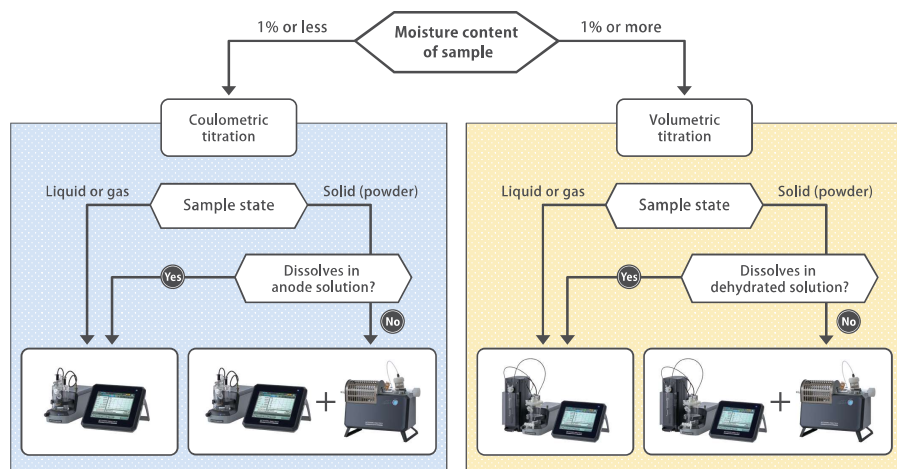 1% or less
Moisture content
of sample
1% or more
Coulometric
titration
Volumetric
titration
Liquid or gas
Sample state
Solid (powder)
Liquid or gas
Sample state
Solid (powder)
Yes
Dissolves in
anode solution?
Yes
Dissolves in
dehydrated solution?
No
No
+
+